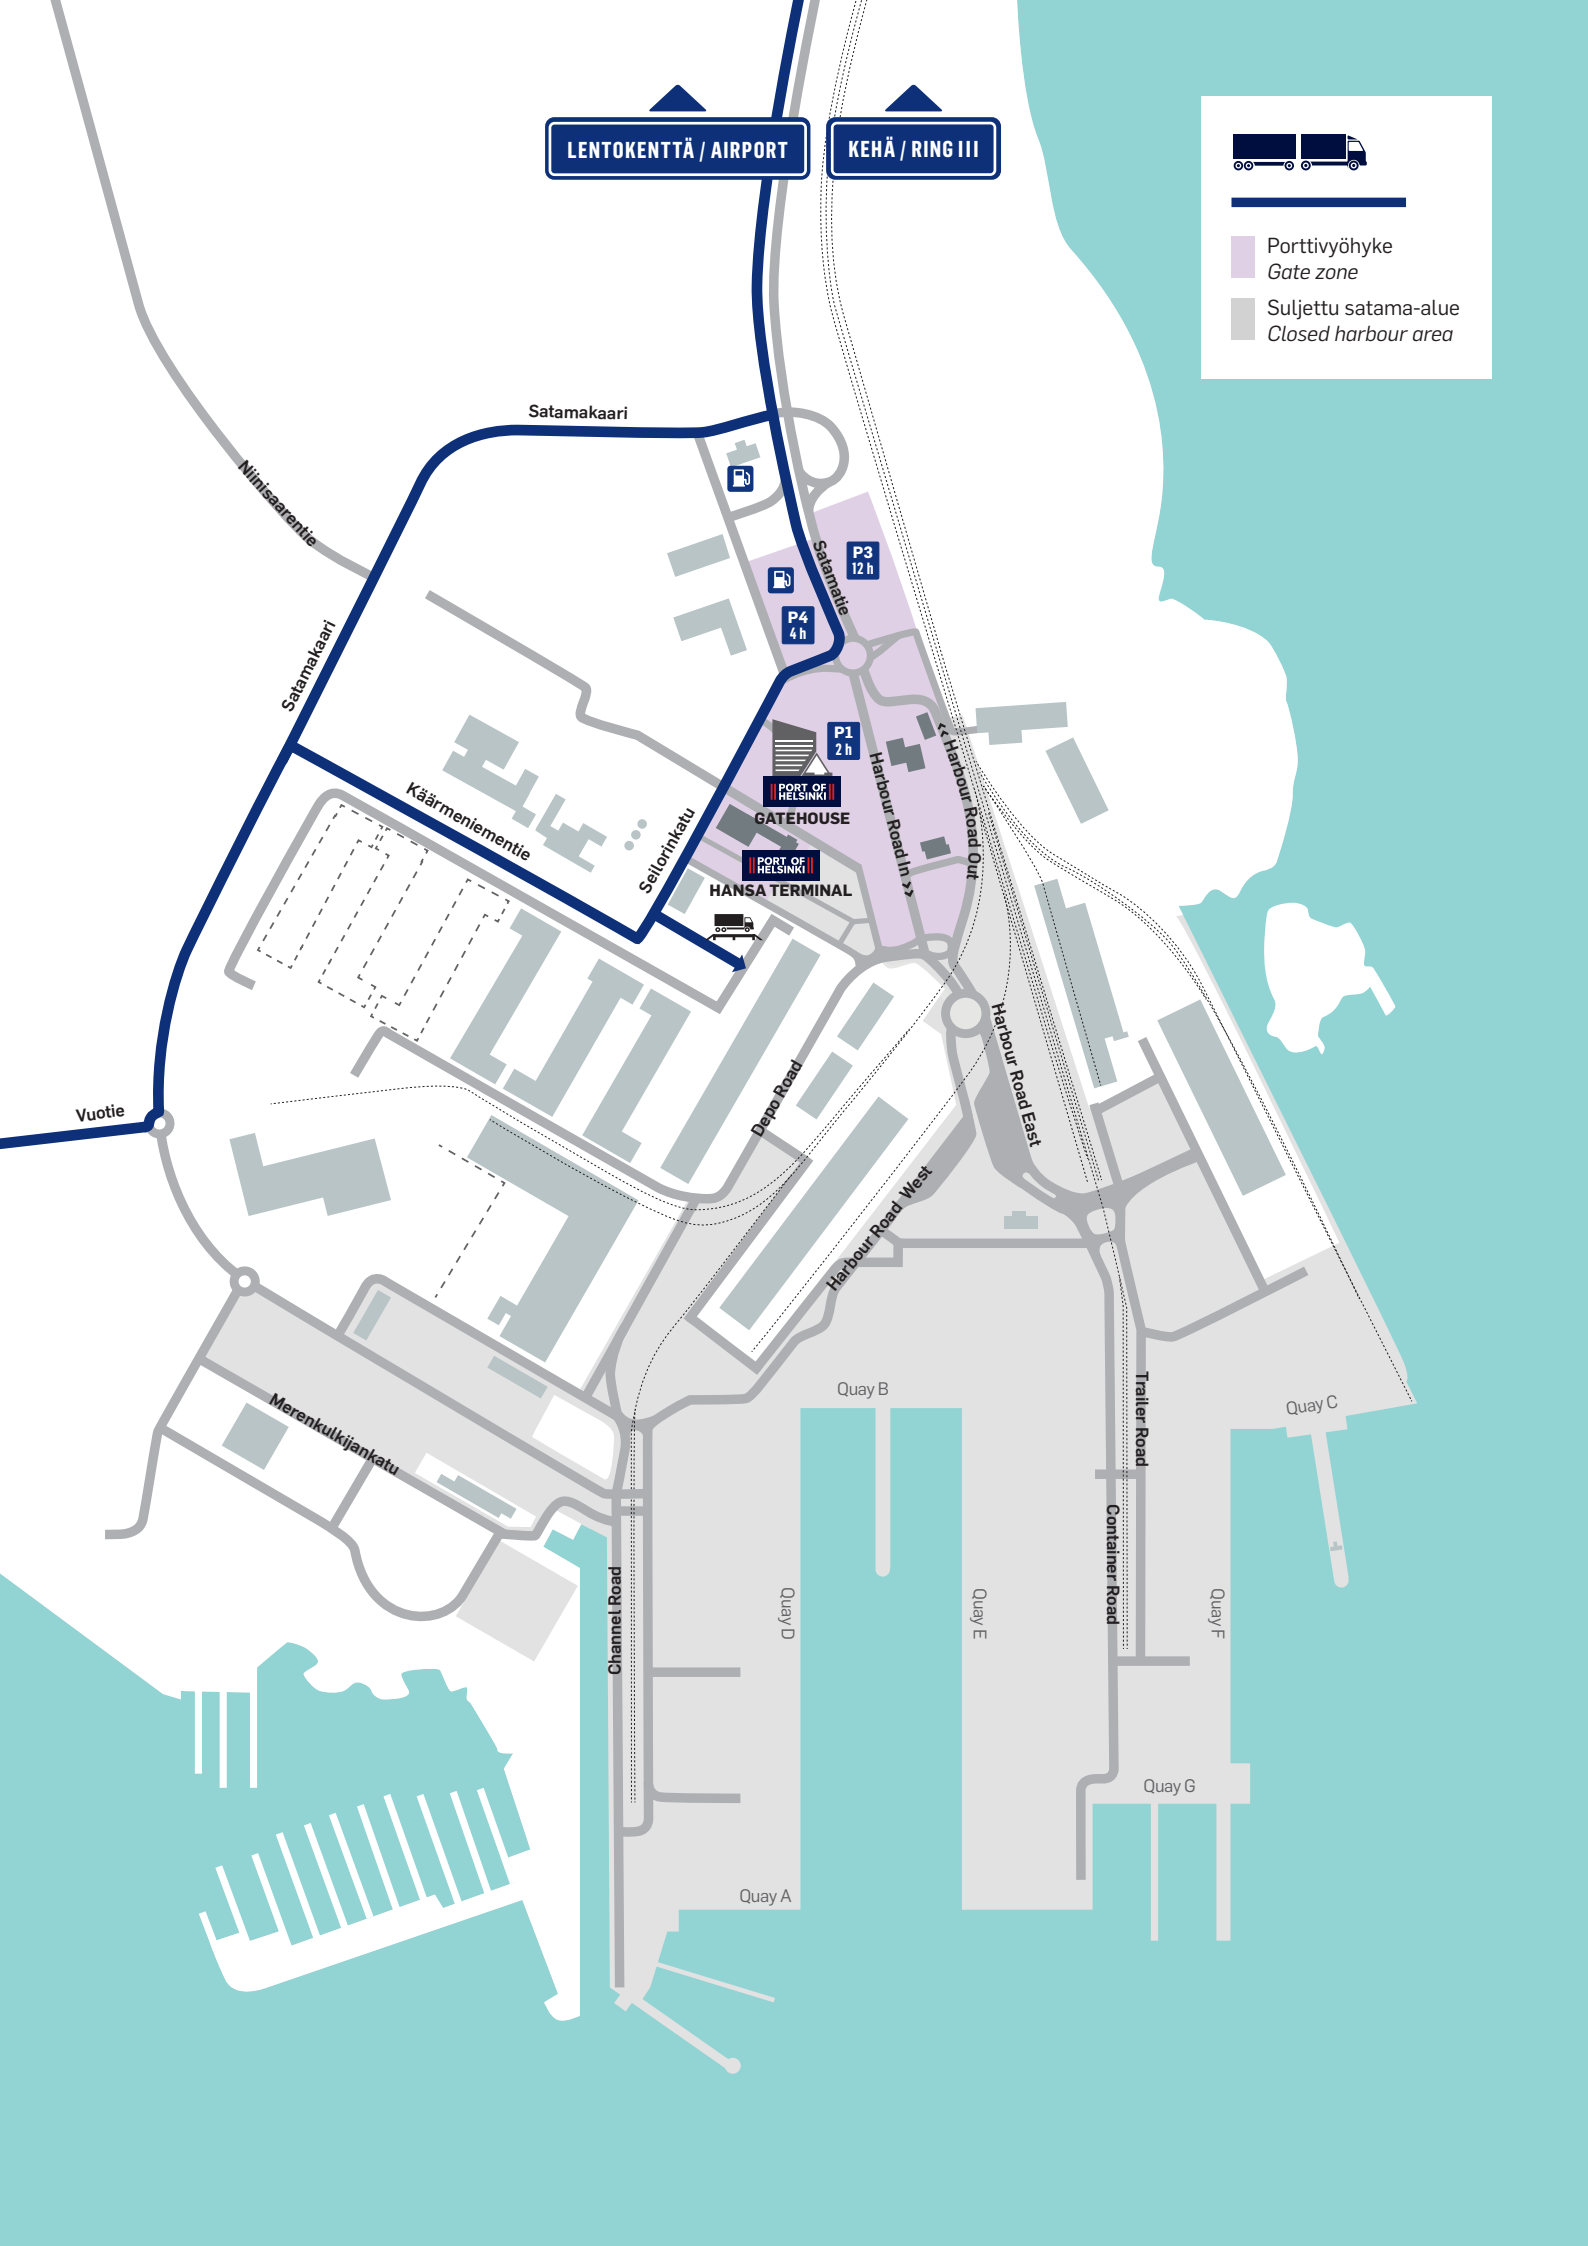 LENTOKENTTÄ / AIRPORT
KEHÄ / RING III
Porttivyöhyke
Gate zone
Suljettu satama-alue
Closed harbour area
Satamakaari
Niinisaarentie
Satamatie
P3
12 h
P4
4 h
Satamakaari
P1
2 h
<< Harbour Road Out
Harbour Road In >>
PORT OF
HELSINKI
GATEHOUSE
Käärmeniementie
Seilorinkatu
PORT OF
HELSINKI
HANSA TERMINAL
Harbour Road East
Depo Road
Vuotie
Harbour Road West
Merenkulkijankatu
Quay B
Trailer Road
Quay C
Container Road
Channel Road
Quay D
Quay E
Quay F
Quay G
Quay A